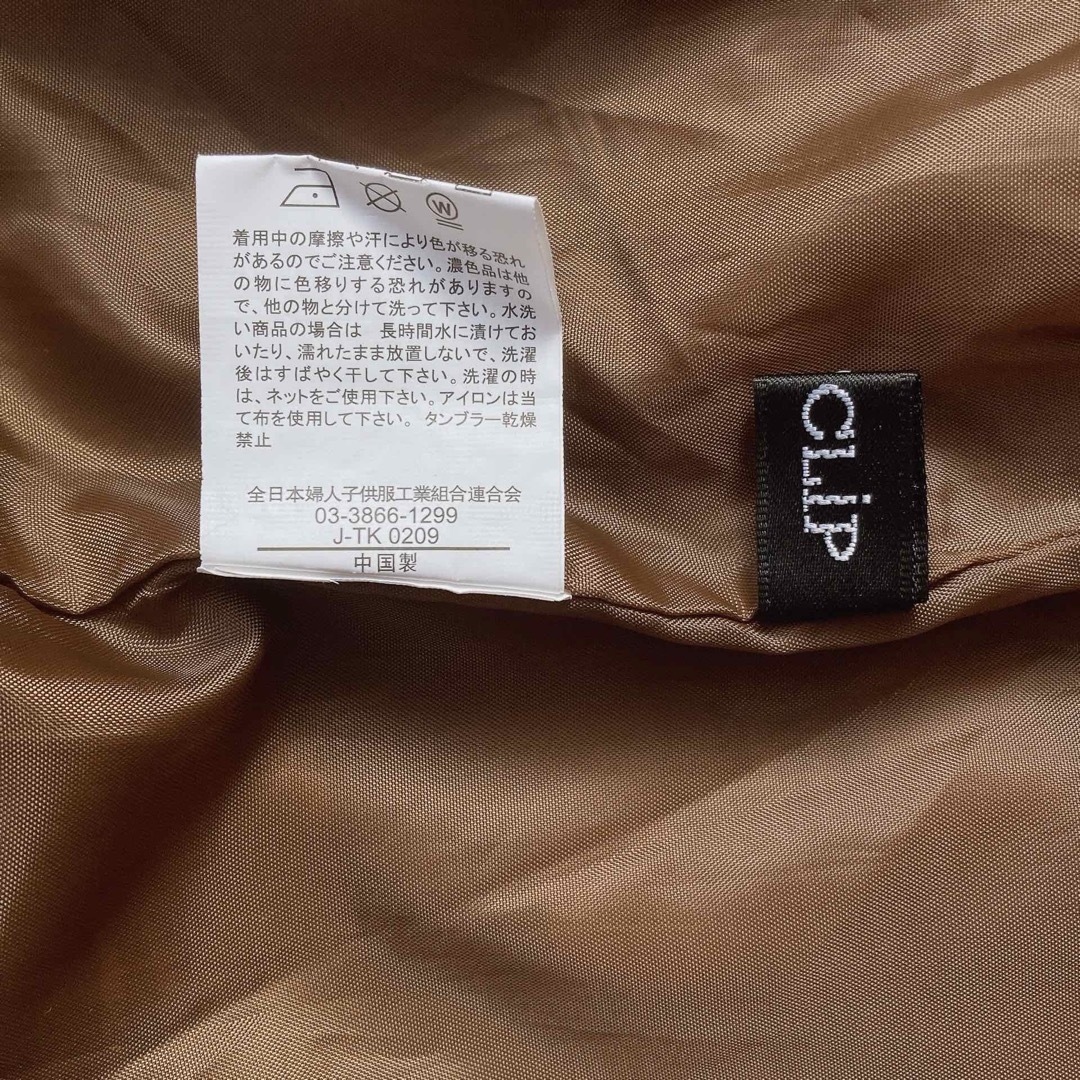 W
着用中の摩擦や汗により色が移る恐れ
があるのでご注意ください。濃色品は他
の物に色移りする恐れがありますの
で、他の物と分けて洗って下さい。水洗
い商品の場合は 長時間水に漬けてお
いたり、濡れたまま放置しないで、洗濯
後はすばやく干して下さい。洗濯の時
は、ネットをご使用下さい。アイロンは当
て布を使用して下さい。タンブラー乾燥
禁止
全日本婦人子供服工業組合連合会
03-3866-1299
J-TK 0209
中国製
CLiP